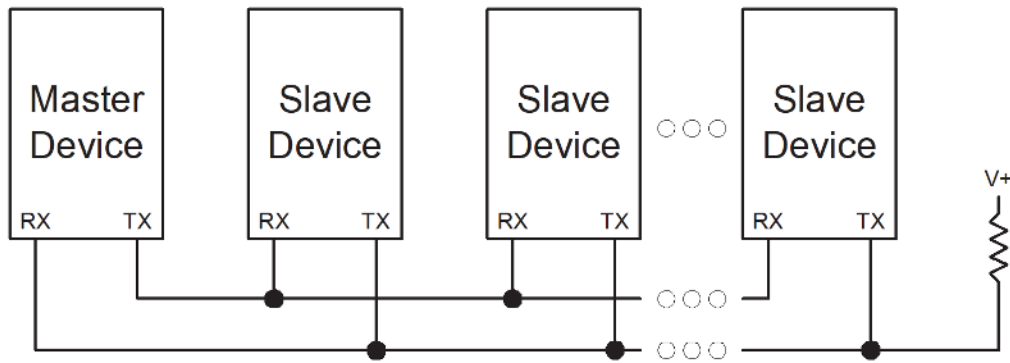 Master
Device
Slave
Device
Slave
Device
Slave
Device
V+
RX TX
RX TX
RX TX
RX TX